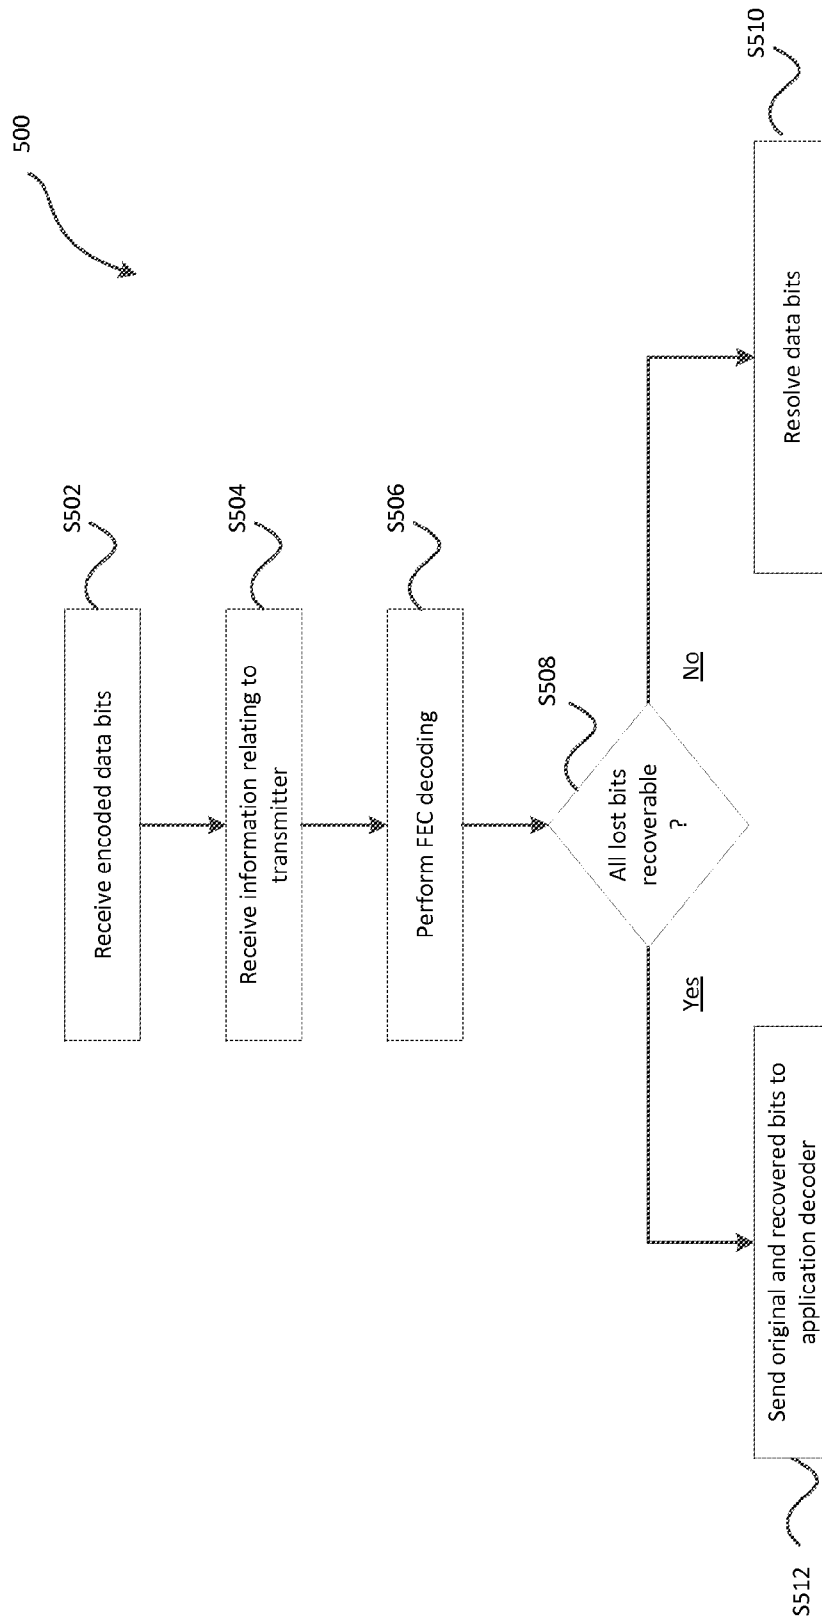 500
Receive encoded data bits
S502
Receive information relating to
transmitter
S504
Perform FEC decoding
S506
All lost bits
recoverable
?
S508
Yes
No
Send original and recovered bits to
application decoder
S512
Resolve data bits
S510